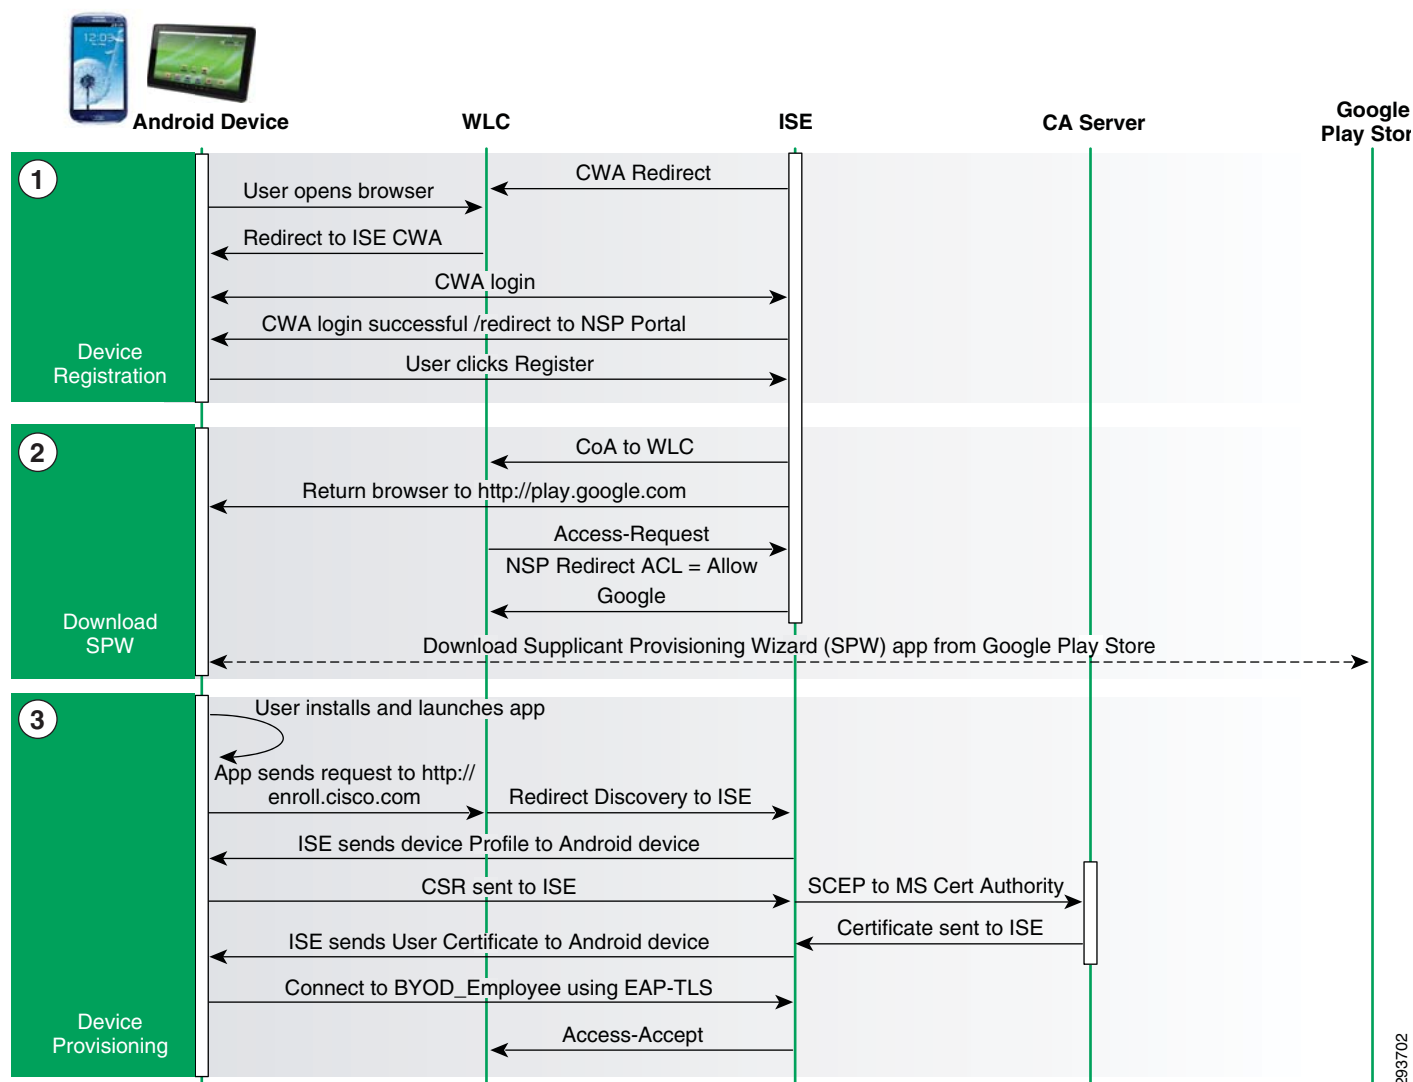 12:03
Android Device
WLC
ISE
CA Server
Google
Play Stor
1
CWA Redirect
User opens browser
Redirect to ISE CWA
CWA login
CWA login successful /redirect to NSP Portal
User clicks Register
Device
Registration
2
CoA to WLC
Return browser to http://play.google.com
Access-Request
NSP Redirect ACL = Allow
Google
Download Supplicant Provisioning Wizard (SPW) app from Google Play Store
Download
SPW
3
User installs and launches app
App sends request to http://
enroll.cisco.com
Redirect Discovery to ISE
ISE sends device Profile to Android device
CSR sent to ISE
SCEP to MS Cert Authority
Certificate sent to ISE
ISE sends User Certificate to Android device
Connect to BYOD_Employee using EAP-TLS
Access-Accept
Device
Provisioning
293702